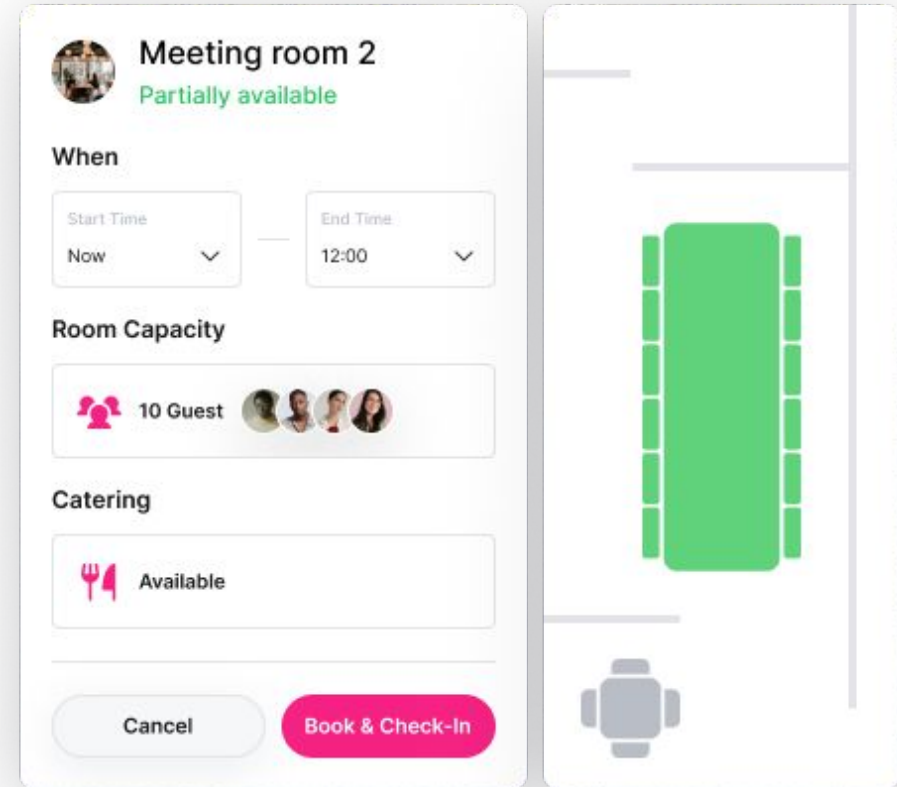 Meeting room 2
Partially available
When
Start Time
Now
End Time
12:00
Room Capacity
10 Guest
Catering
Available
Cancel
Book & Check-In